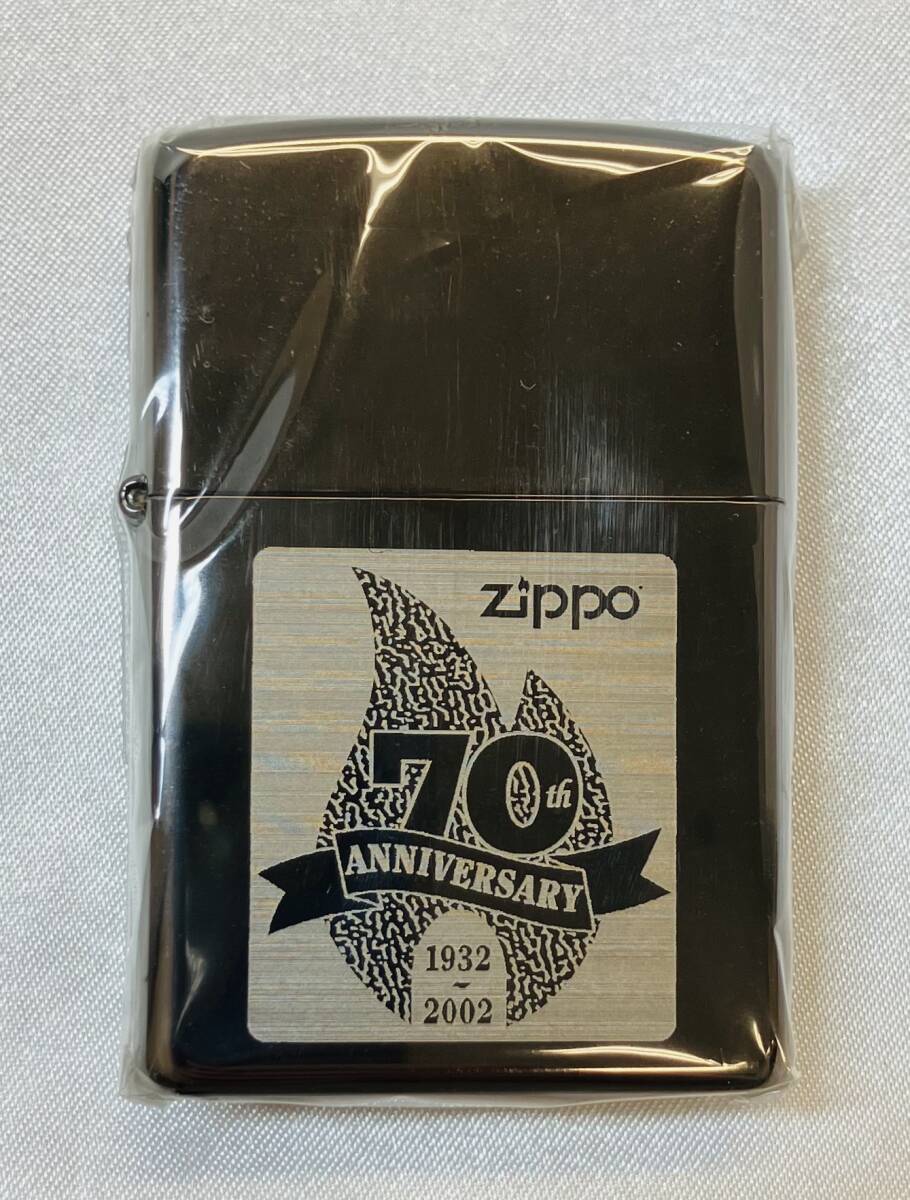 zippo
70th
ANNIVERSARY
1932
~
2002